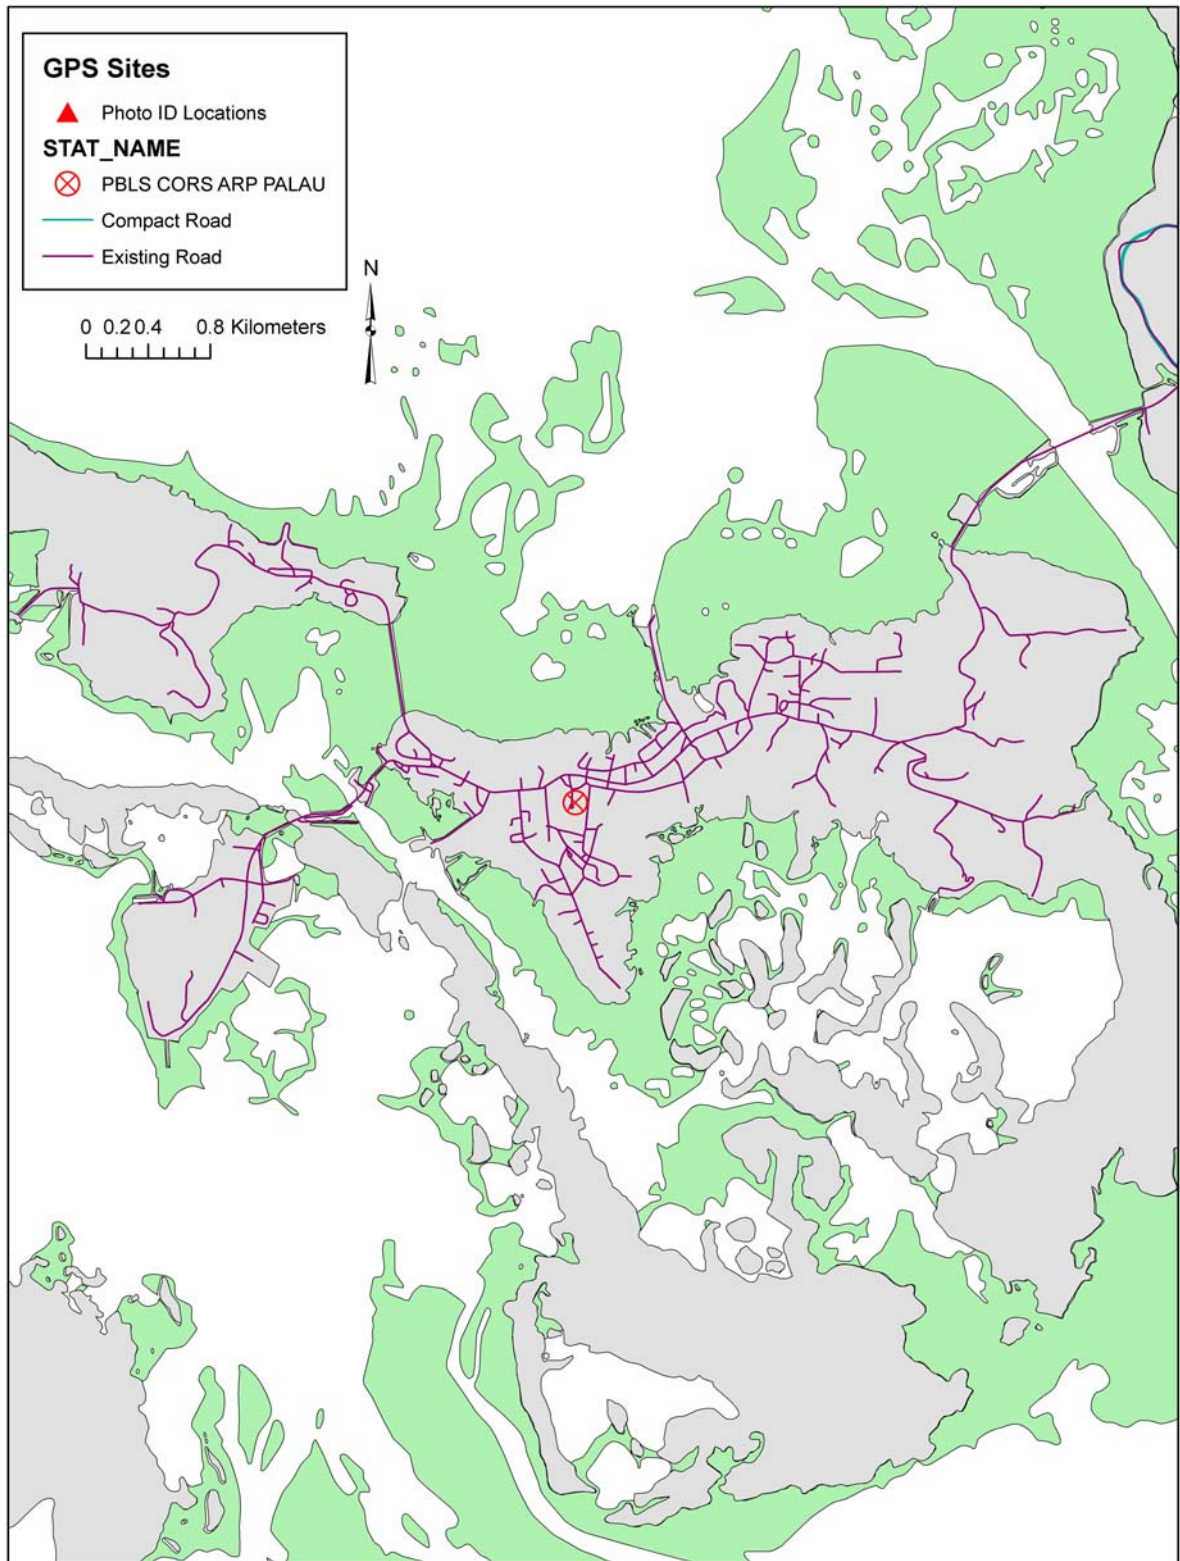 GPS Sites
Photo ID Locations
STAT_NAME
PBLS CORS ARP PALAU
Compact Road
Existing Road
N
0 0.2 0.4 0.8 Kilometers